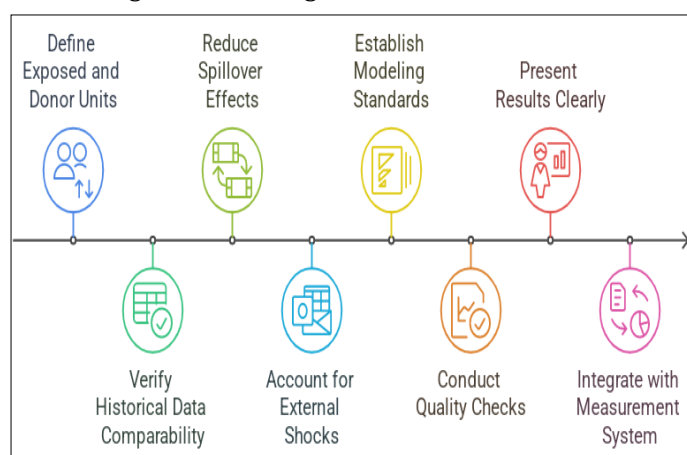 Define
Exposed and
Donor Units
Verify
Historical Data
Comparability
Reduce
Spillover
Effects
Account for
External
Shocks
Establish
Modeling
Standards
Conduct
Quality Checks
Present
Results Clearly
Integrate with
Measurement
System